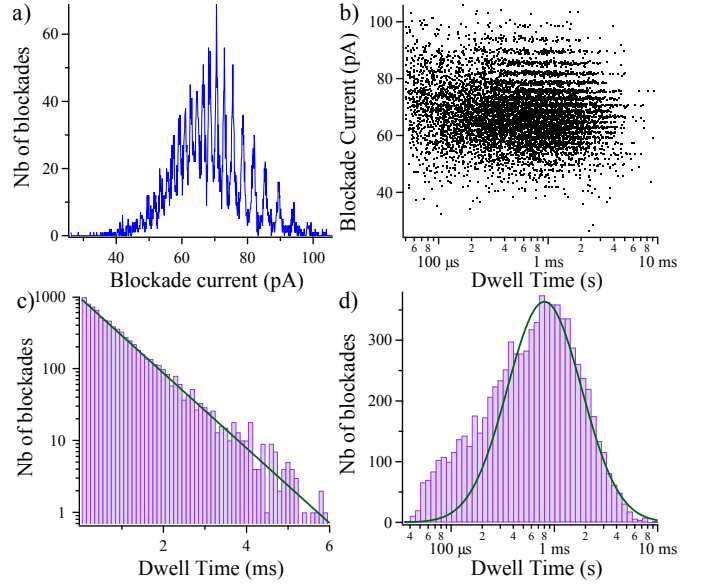 a)
Nb of blockades
60
40
20
0
40 60 80 100
Blockade current (pA)
b)
Blockade Current (pA)
100
80
60
40
6 8 2 4 6 8 2 4 6 8
100 µs 1 ms 10 ms
Dwell Time (s)
c)
Nb of blockades
1000
100
10
1
2 4 6
Dwell Time (ms)
d)
Nb of blockades
300
200
100
0
4 6 8 2 4 6 8 2 4 6 8
100 µs 1 ms 10 ms
Dwell Time (s)